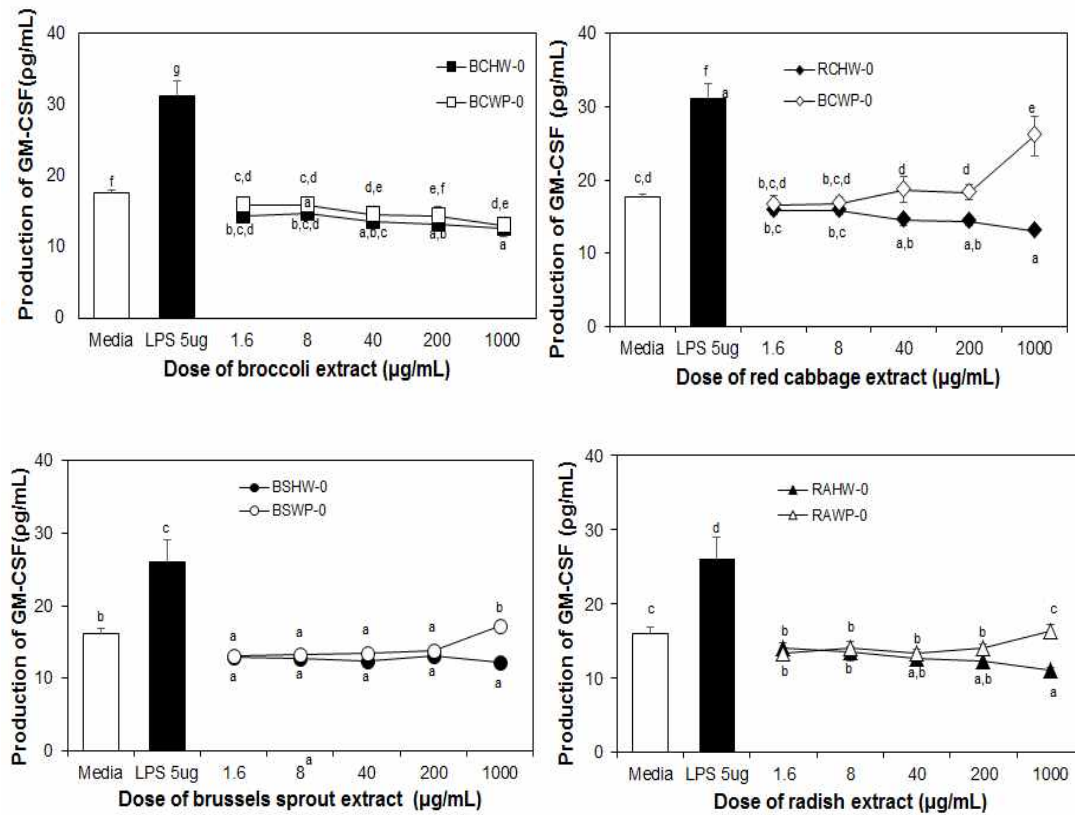 Production of GM-CSF(ρg/mL)
40
30
20
10
0
g
f
BCHW-0
BCWP-0
c,d
c,d
d,e
e,f
d,e
a
b,c,d
b,c,d
a,b,c
a,b
a
Media
LPS 5ug
1.6
8
40
200
1000
Dose of broccoli extract (µg/mL)
Production of GM-CSF (ρg/mL)
40
30
20
10
0
f
a
c,d
RCHW-0
BCWP-0
b,c,d
b,c,d
d
d
e
b,c
b,c
a,b
a,b
a
Media
LPS 5ug
1.6
8
40
200
1000
Dose of red cabbage extract (µg/mL)
Production of GM-CSF(ρg/mL)
40
30
20
10
0
c
b
BSHW-0
BSWP-0
a
a
a
a
b
a
a
a
a
a
Media
LPS 5ug
1.6
8
a
40
200
1000
Dose of brussels sprout extract (µg/mL)
Production of GM-CSF (ρg/mL)
40
30
20
10
0
d
c
RAHW-0
RAWP-0
b
b
b
b
c
b
b
a,b
a,b
a
Media
LPS 5ug
1.6
8
40
200
1000
Dose of radish extract (µg/mL)